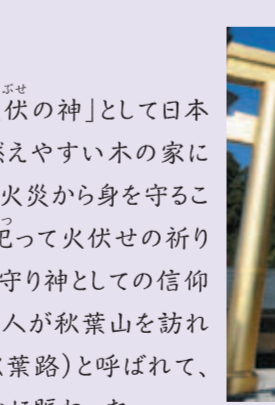 ぶせ
伏の神」として日本
えやすい木の家に
火災から身を守るこ
つ
って火伏せの祈り
守り神としての信仰
人が秋葉山を訪れ
葉路)と呼ばれて、